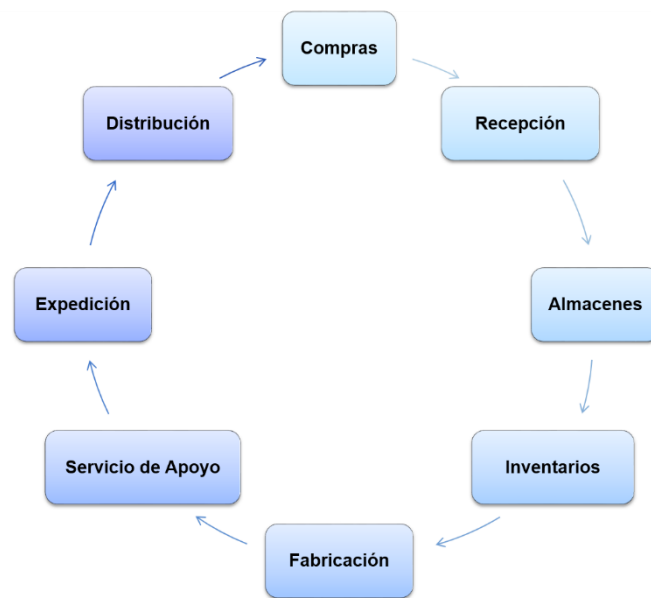 Compras
Recepción
Almacenes
Inventarios
Fabricación
Servicio de Apoyo
Expedición
Distribución